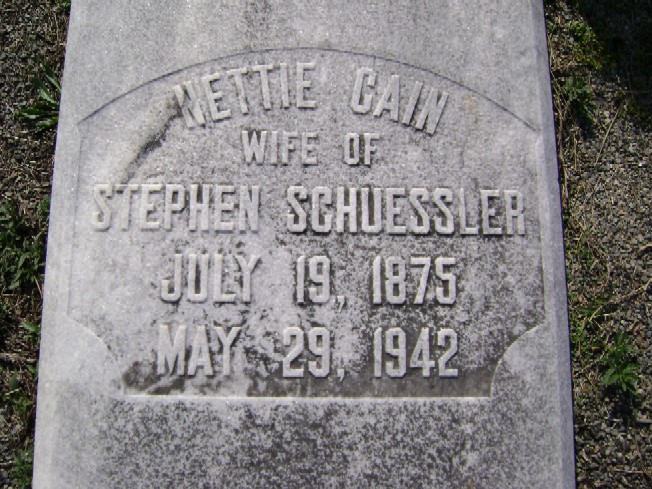 NETTIE CAIN
WIFE OF
STEPHEN SCHUESSLER
JULY 19, 1875
MAY 29, 1942